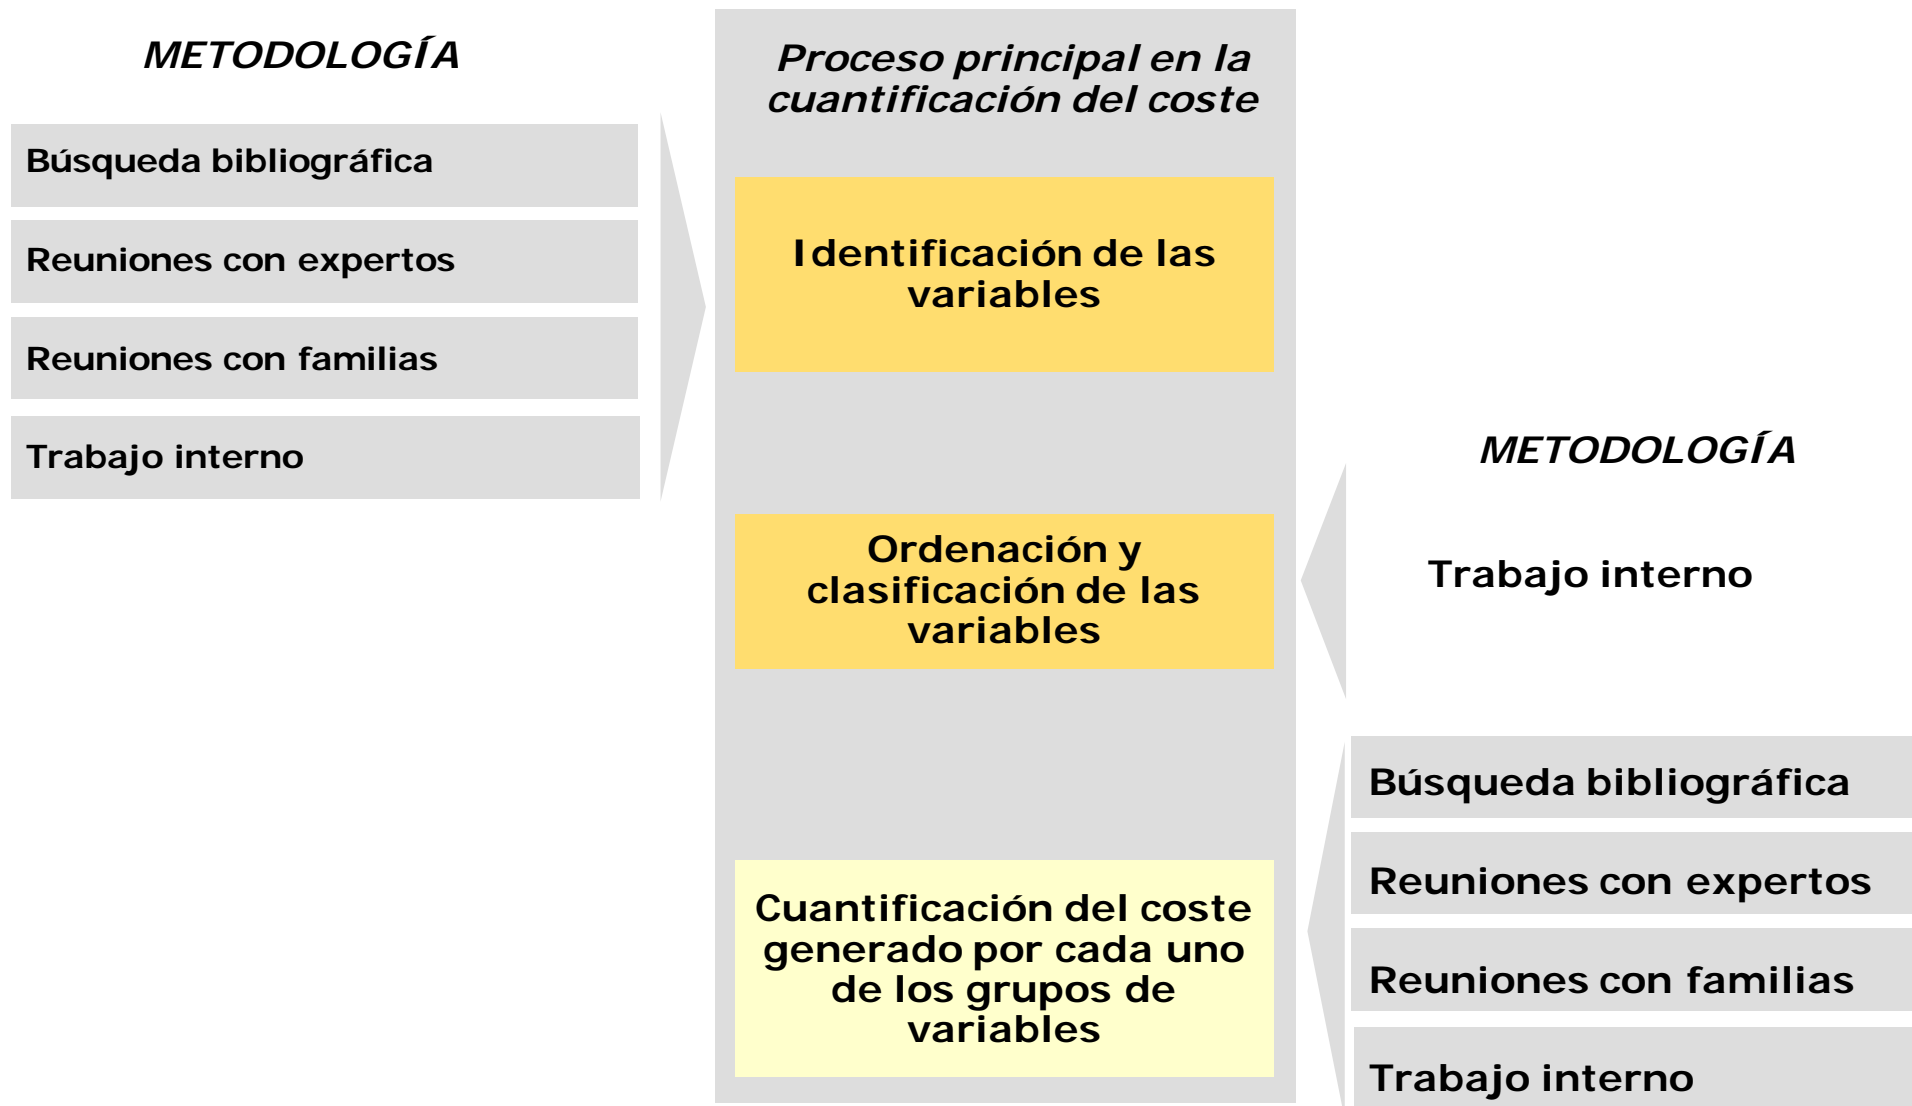 METODOLOGÍA
Búsqueda bibliográfica
Reuniones con expertos
Reuniones con familias
Trabajo interno
Proceso principal en la
cuantificación del coste
Identificación de las
variables
Ordenación y
clasificación de las
variables
Cuantificación del coste
generado por cada uno
de los grupos de
variables
METODOLOGÍA
Trabajo interno
Búsqueda bibliográfica
Reuniones con expertos
Reuniones con familias
Trabajo interno